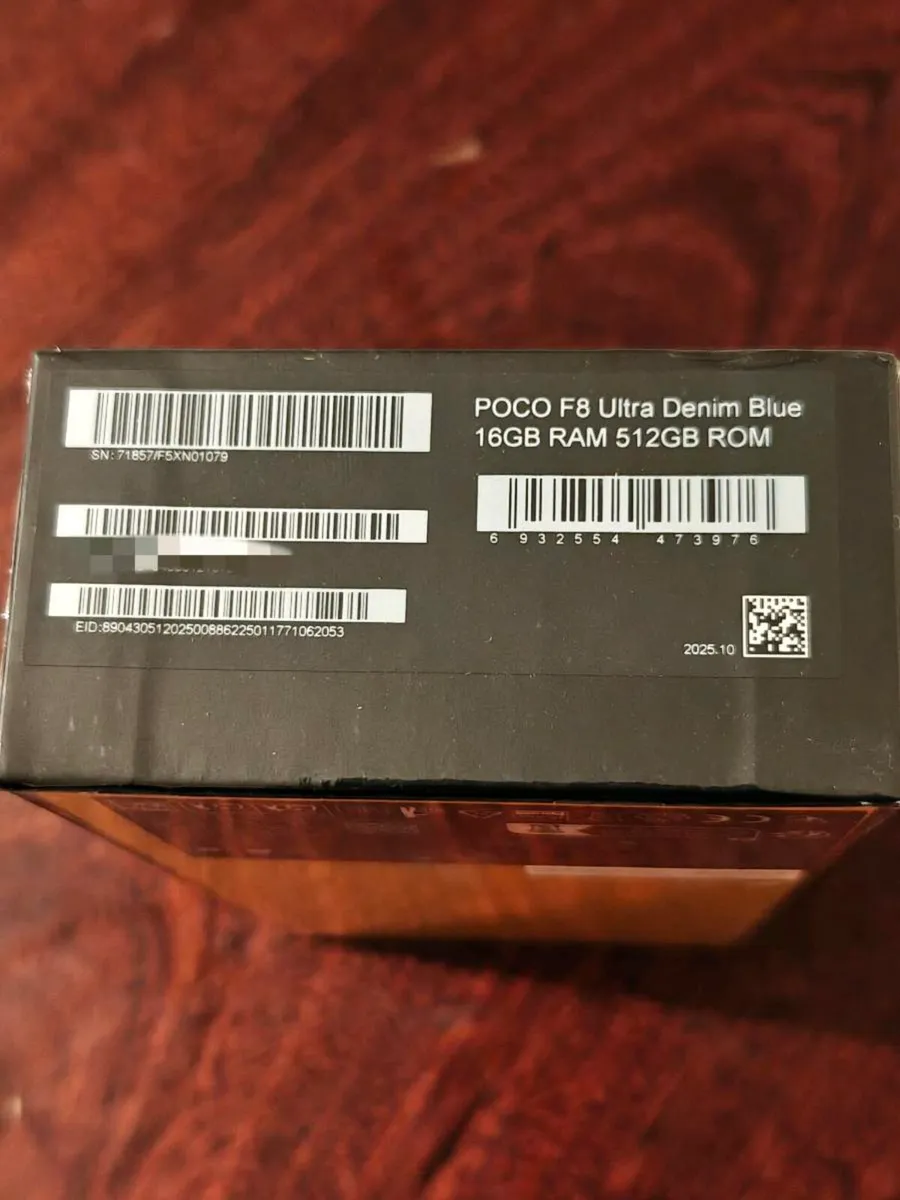 POCO F8 Ultra Denim Blue
16GB RAM 512GB ROM
SN: 71857/F5XN01079
6 932554 473976
EID:89043051202500886225011771062053
2025.10